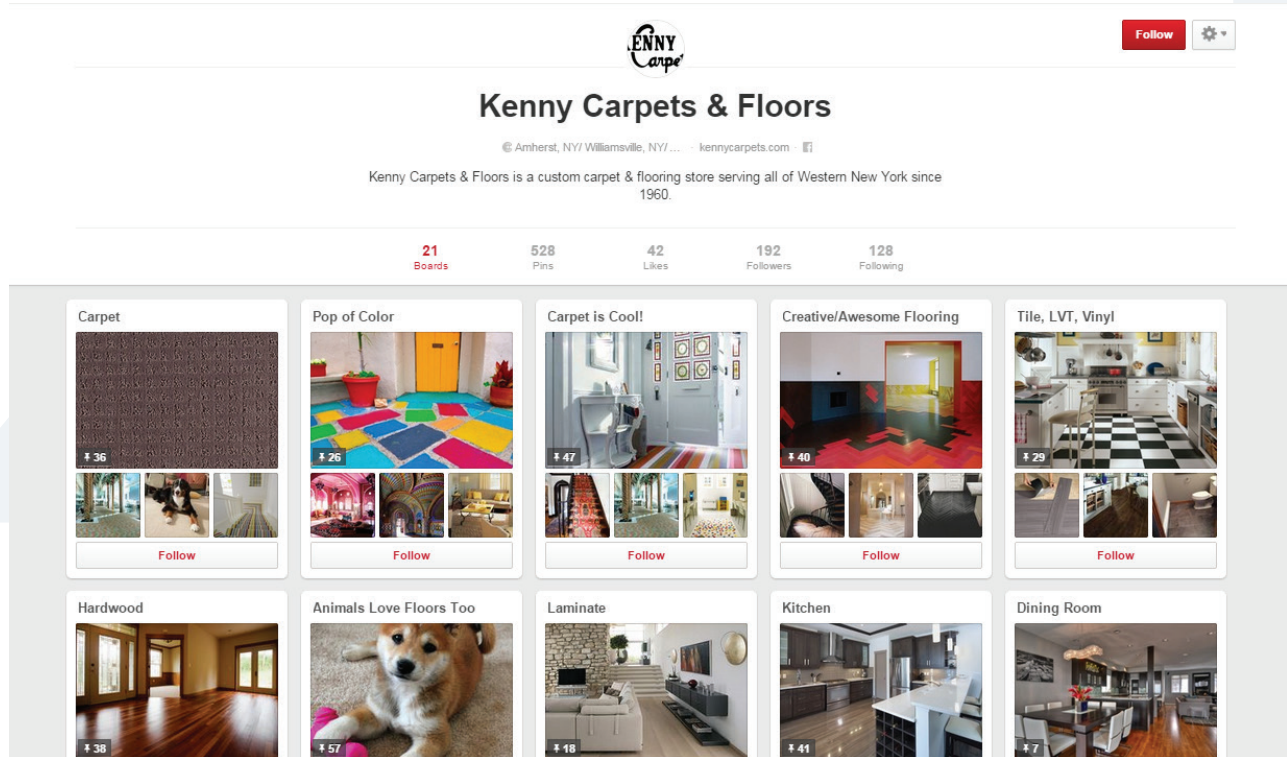 ENNY
Carpe
Follow
Kenny Carpets & Floors
Amherst, NY/ Williamsville, NY/ ... · kennycarpets.com ·
Kenny Carpets & Floors is a custom carpet & flooring store serving all of Western New York since
1960.
21 528 42 192 128
Boards Pins Likes Followers Following
Carpet Pop of Color Carpet is Cool! Creative/Awesome Flooring Tile, LVT, Vinyl
36 26 47 40 29
Follow Follow Follow Follow Follow
Hardwood Animals Love Floors Too Laminate Kitchen Dining Room
38 57 18 41 7